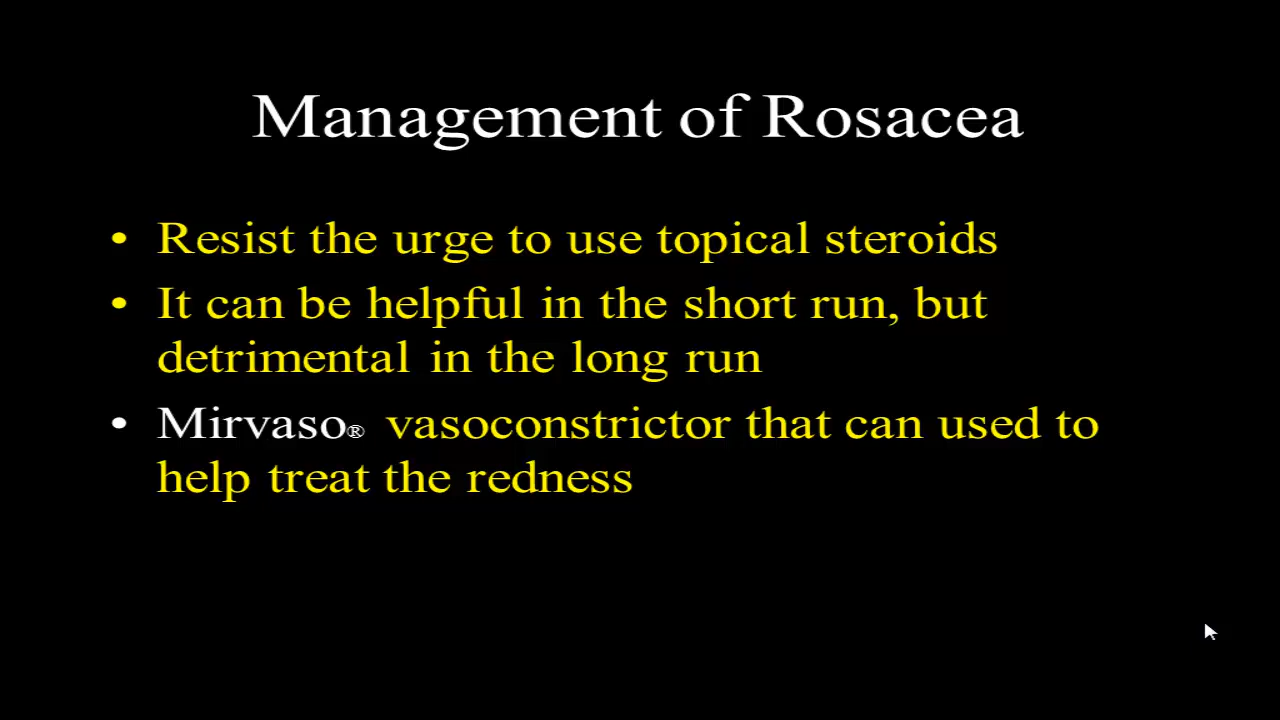 Management of Rosacea
• Resist the urge to use topical steroids
• It can be helpful in the short run, but
detrimental in the long run
• Mirvaso® vasoconstrictor that can used to
help treat the redness